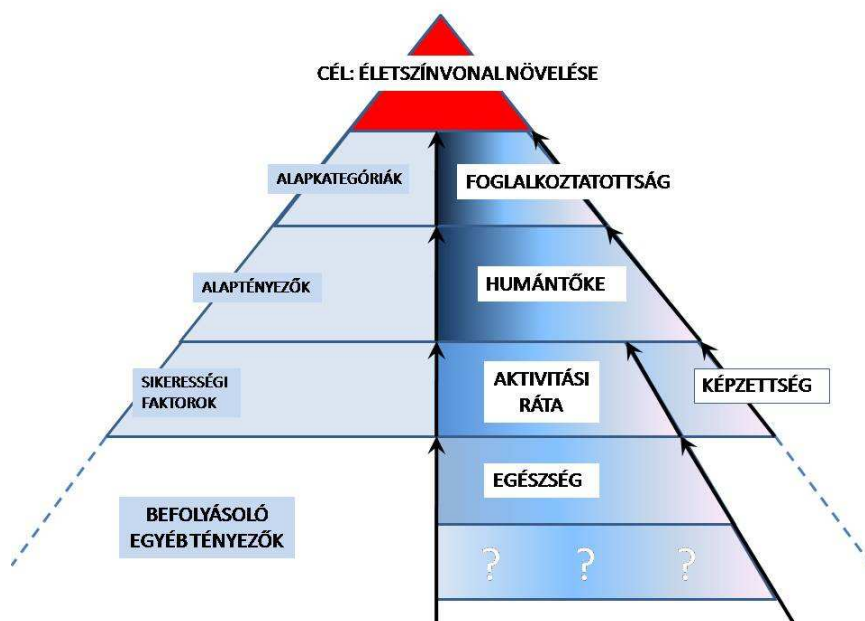 CÉL: ÉLETSZÍNVONAL NÖVELÉSE
ALAPKATEGÓRIÁK
FOGLALKOZTATOTTSÁG
ALAPTÉNYEZŐK
HUMÁNTŐKE
SIKERESSÉGI
FAKTOROK
AKTIVITÁSI
RÁTA
KÉPZETTSÉG
EGÉSZSÉG
BEFOLYÁSOLÓ
EGYÉB TÉNYEZŐK
? ? ?